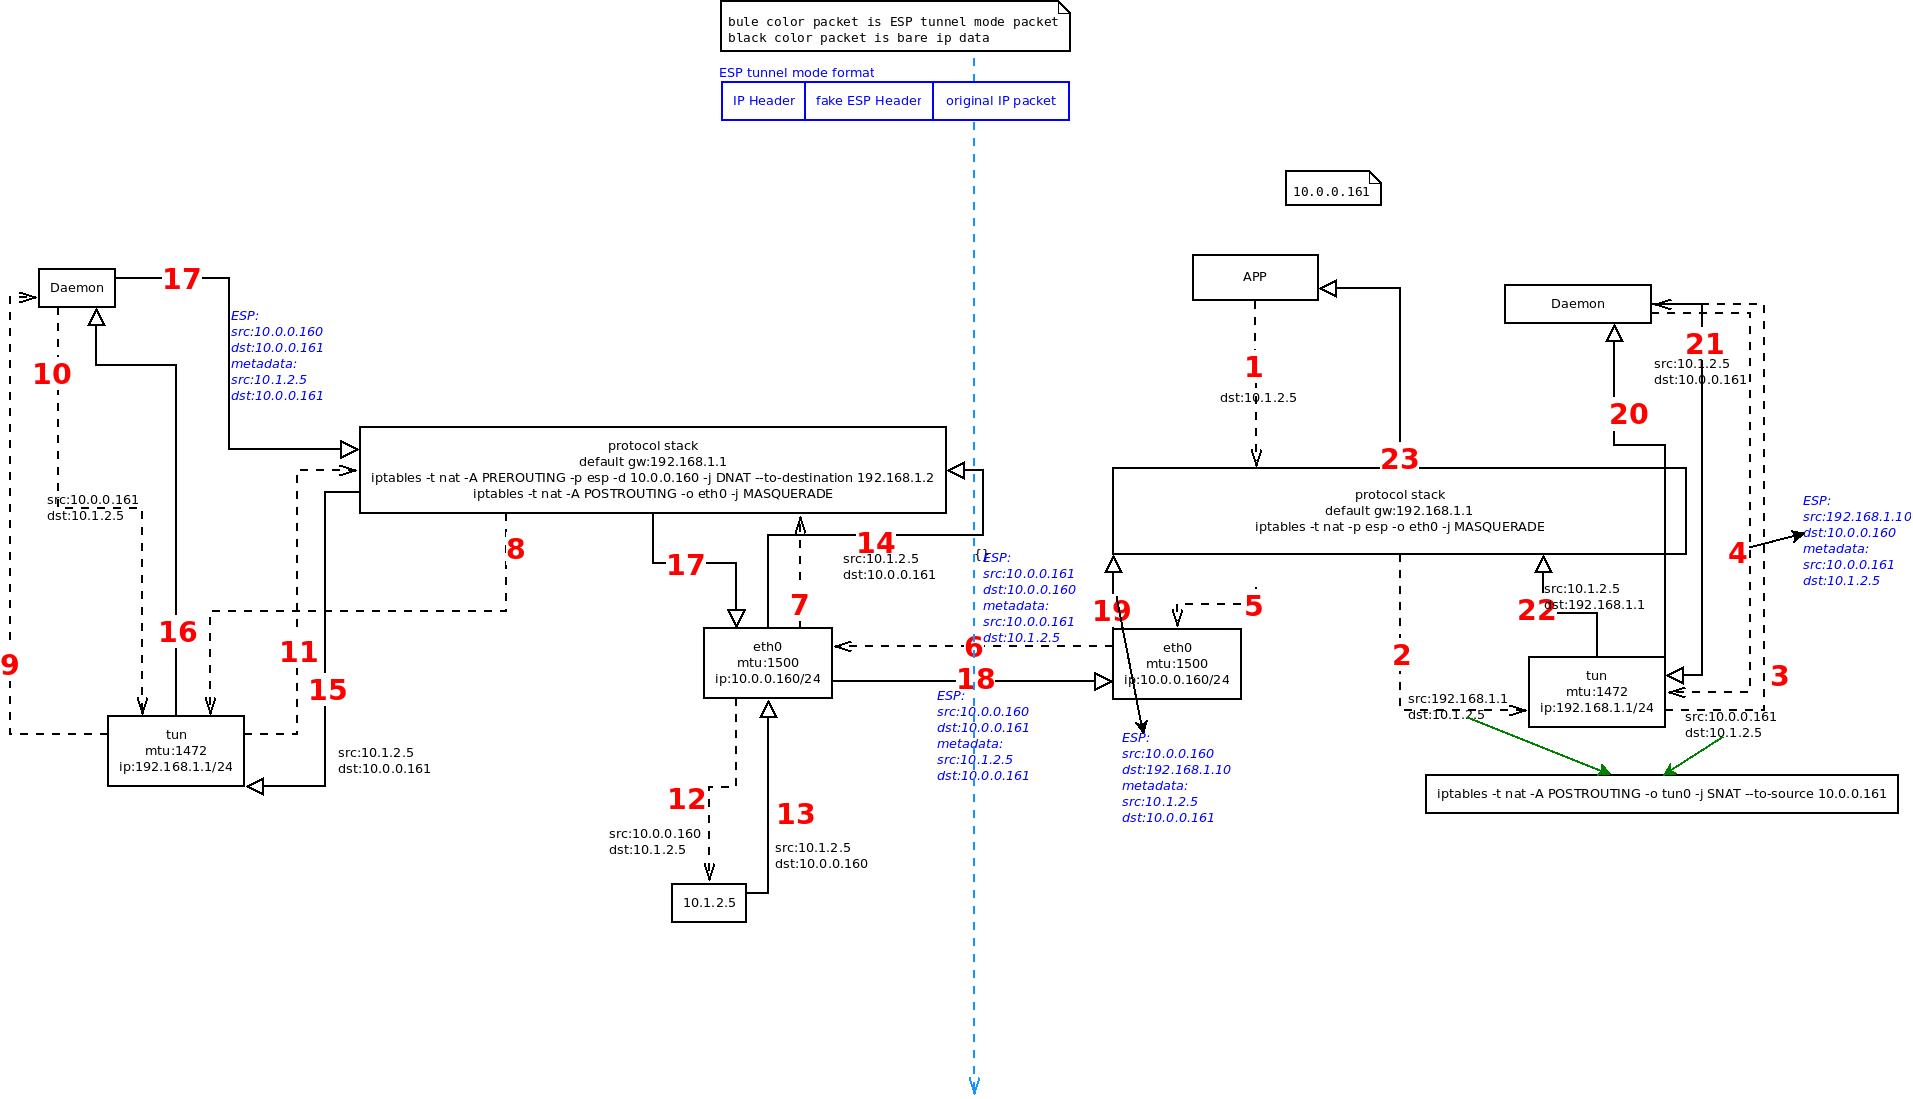 bule color packet is ESP tunnel mode packet
black color packet is bare ip data
ESP tunnel mode format
IP Header
fake ESP Header
original IP packet
10.0.0.161
Daemon
17
ESP:
src:10.0.0.160
dst:10.0.0.161
metadata:
src:10.1.2.5
dst:10.0.0.161
10
src:10.0.0.161
dst:10.1.2.5
protocol stack
default gw:192.168.1.1
iptables -t nat -A PREROUTING -p esp -d 10.0.0.160 -j DNAT --to-destination 192.168.1.2
iptables -t nat -A POSTROUTING -o eth0 -j MASQUERADE
8
17
14
src:10.1.2.5
dst:10.0.0.161
7
16
11
9
15
tun
mtu:1472
ip:192.168.1.1/24
src:10.1.2.5
dst:10.0.0.161
eth0
mtu:1500
ip:10.0.0.160/24
12
13
src:10.0.0.160
dst:10.1.2.5
src:10.1.2.5
dst:10.0.0.160
10.1.2.5
{}
ESP:
src:10.0.0.161
dst:10.0.0.160
metadata:
src:10.0.0.161
dst:10.1.2.5
6
18
ESP:
src:10.0.0.160
dst:10.0.0.161
metadata:
src:10.1.2.5
dst:10.0.0.161
APP
1
dst:10.1.2.5
23
Daemon
21
src:10.1.2.5
dst:10.0.0.161
20
protocol stack
default gw:192.168.1.1
iptables -t nat -p esp -o eth0 -j MASQUERADE
4
ESP:
src:192.168.1.10
dst:10.0.0.160
metadata:
src:10.0.0.161
dst:10.1.2.5
19
5
eth0
mtu:1500
ip:10.0.0.160/24
ESP:
src:10.0.0.160
dst:192.168.1.10
metadata:
src:10.1.2.5
dst:10.0.0.161
2
22
src:10.1.2.5
dst:192.168.1.1
3
tun
mtu:1472
ip:192.168.1.1/24
src:192.168.1.1
dst:10.1.2.5
src:10.0.0.161
dst:10.1.2.5
iptables -t nat -A POSTROUTING -o tun0 -j SNAT --to-source 10.0.0.161